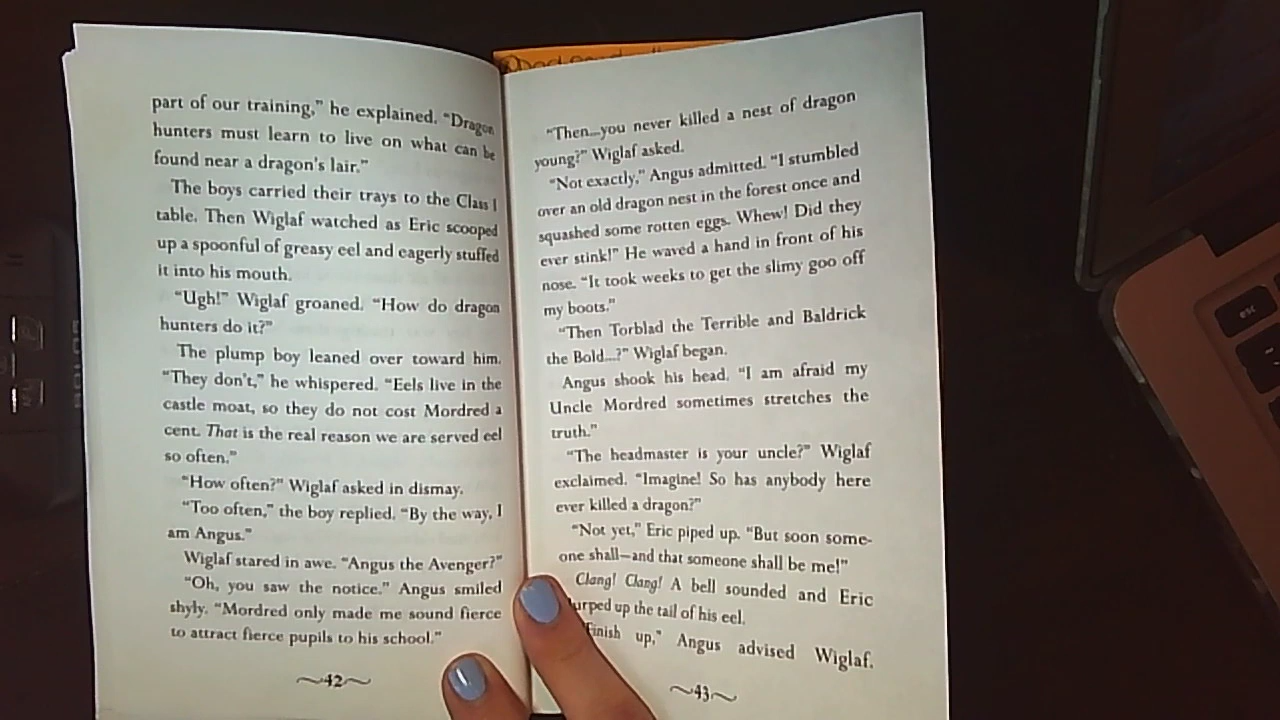 part of our training,” he explained. “Dragon
hunters must learn to live on what can be
found near a dragon's lair.”
The boys carried their trays to the Class I
table. Then Wiglaf watched as Eric scooped
up a spoonful of greasy eel and eagerly stuffed
it into his mouth.
“Ugh!” Wiglaf groaned. “How do dragon
hunters do it?”
The plump boy leaned over toward him.
“They don't,” he whispered. “Eels live in the
castle moat, so they do not cost Mordred a
cent. That is the real reason we are served eel
so often.”
“How often?” Wiglaf asked in dismay.
“Too often,” the boy replied. “By the way, I
am Angus.”
Wiglaf stared in awe. “Angus the Avenger?”
“Oh, you saw the notice.” Angus smiled
shyly. “Mordred only made me sound fierce
to attract fierce pupils to his school.”
~42~
“Then...you never killed a nest of dragon
young?” Wiglaf asked.
“Not exactly,” Angus admitted. “I stumbled
over an old dragon nest in the forest once and
squashed some rotten eggs. Whew! Did they
ever stink!” He waved a hand in front of his
nose. “It took weeks to get the slimy goo off
my boots.”
“Then Torblad the Terrible and Baldrick
the Bold...?” Wiglaf began.
Angus shook his head. “I am afraid my
Uncle Mordred sometimes stretches the
truth.”
“The headmaster is your uncle?” Wiglaf
exclaimed. “Imagine! So has anybody here
ever killed a dragon?”
“Not yet,” Eric piped up. “But soon some-
one shall—and that someone shall be me!”
Clang! Clang! A bell sounded and Eric
urped up the tail of his eel.
Finish up,” Angus advised Wiglaf.
~43~
esc